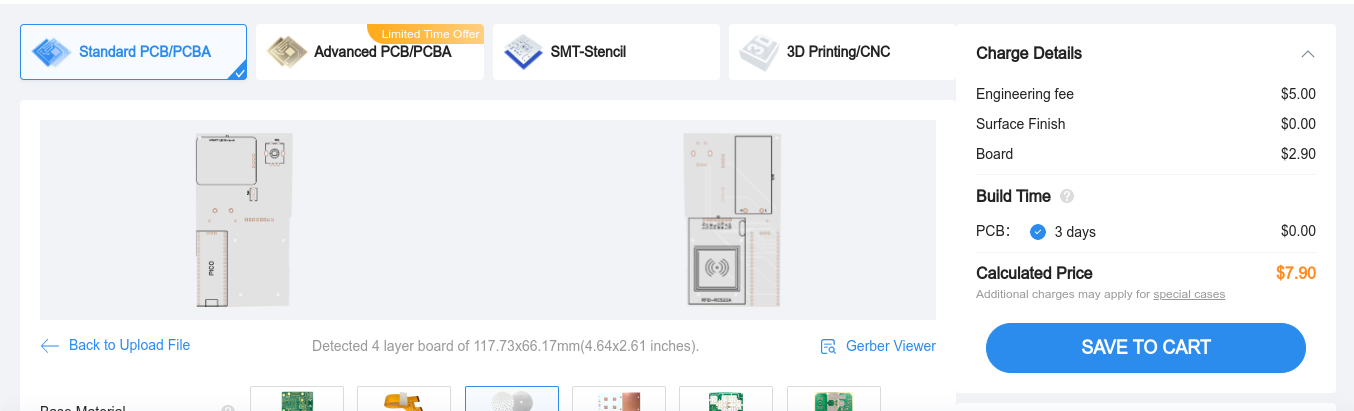 Standard PCB/PCBA
Limited Time Offer
Advanced PCB/PCBA
SMT-Stencil
3D Printing/CNC
PICO
RFID-RC522A
Back to Upload File
Detected 4 layer board of 117.73x66.17mm(4.64x2.61 inches).
Gerber Viewer
Base Material
Charge Details
Engineering fee $5.00
Surface Finish $0.00
Board $2.90
Build Time
PCB: 3 days $0.00
Calculated Price $7.90
Additional charges may apply for special cases
SAVE TO CART